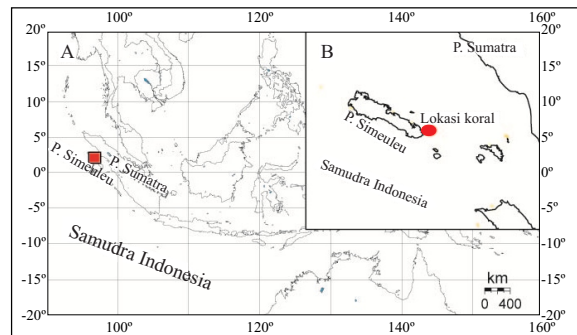 100º 120º 140º 160º
20º 20º
A
B
P. Sumatra
15º 15º
10º 10º
Lokasi koral
5º 5º
P. Simeuleu
P. Simeuleu
P. Sumatra
0º 0º
Samudra Indonesia
-5º -5º
-10º -10º
Samudra Indonesia
-15º -15º
km
0 400
-20º -20º
100º 120º 140º 160º